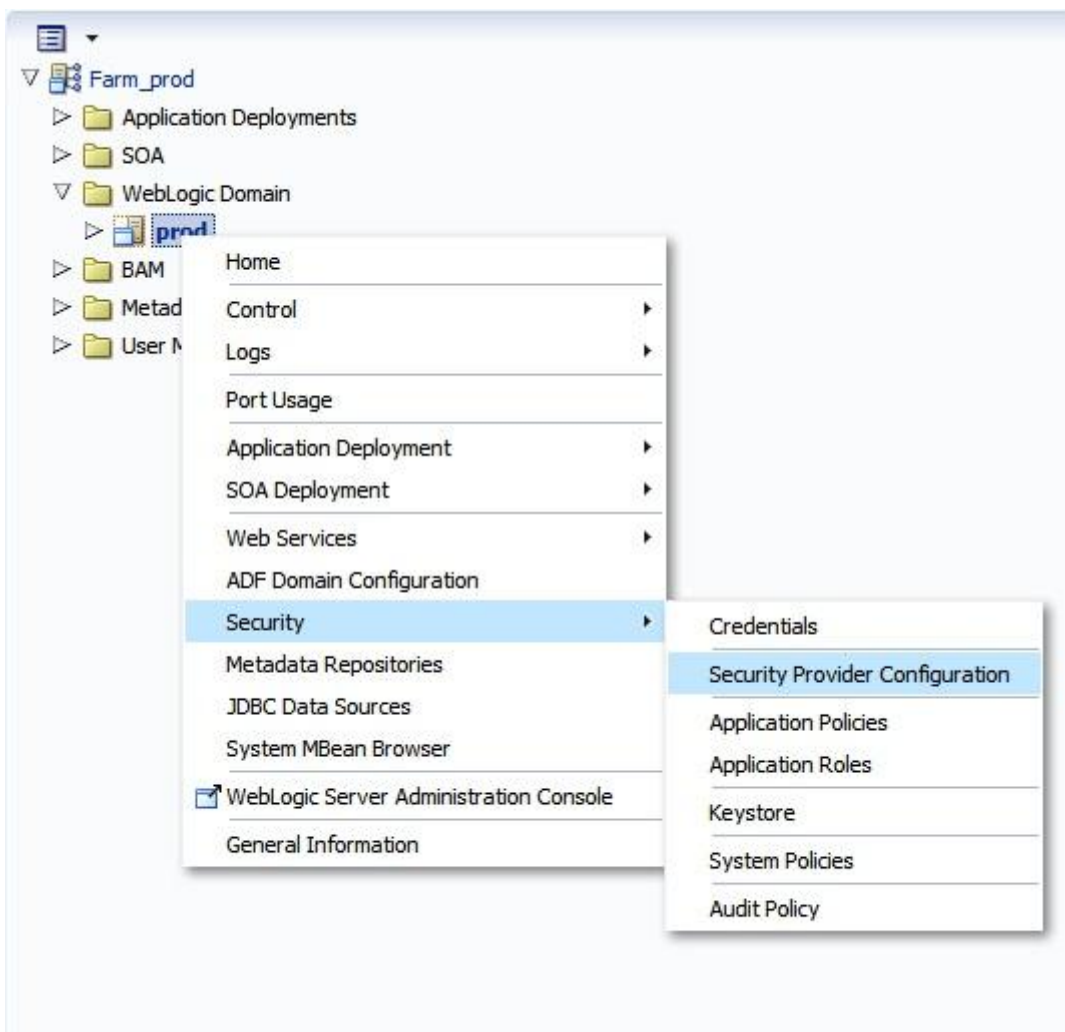 Farm_prod
Application Deployments
SOA
WebLogic Domain
prod
BAM
Metad
User M
Home
Control
Logs
Port Usage
Application Deployment
SOA Deployment
Web Services
ADF Domain Configuration
Security
Metadata Repositories
JDBC Data Sources
System MBean Browser
WebLogic Server Administration Console
General Information
Credentials
Security Provider Configuration
Application Policies
Application Roles
Keystore
System Policies
Audit Policy